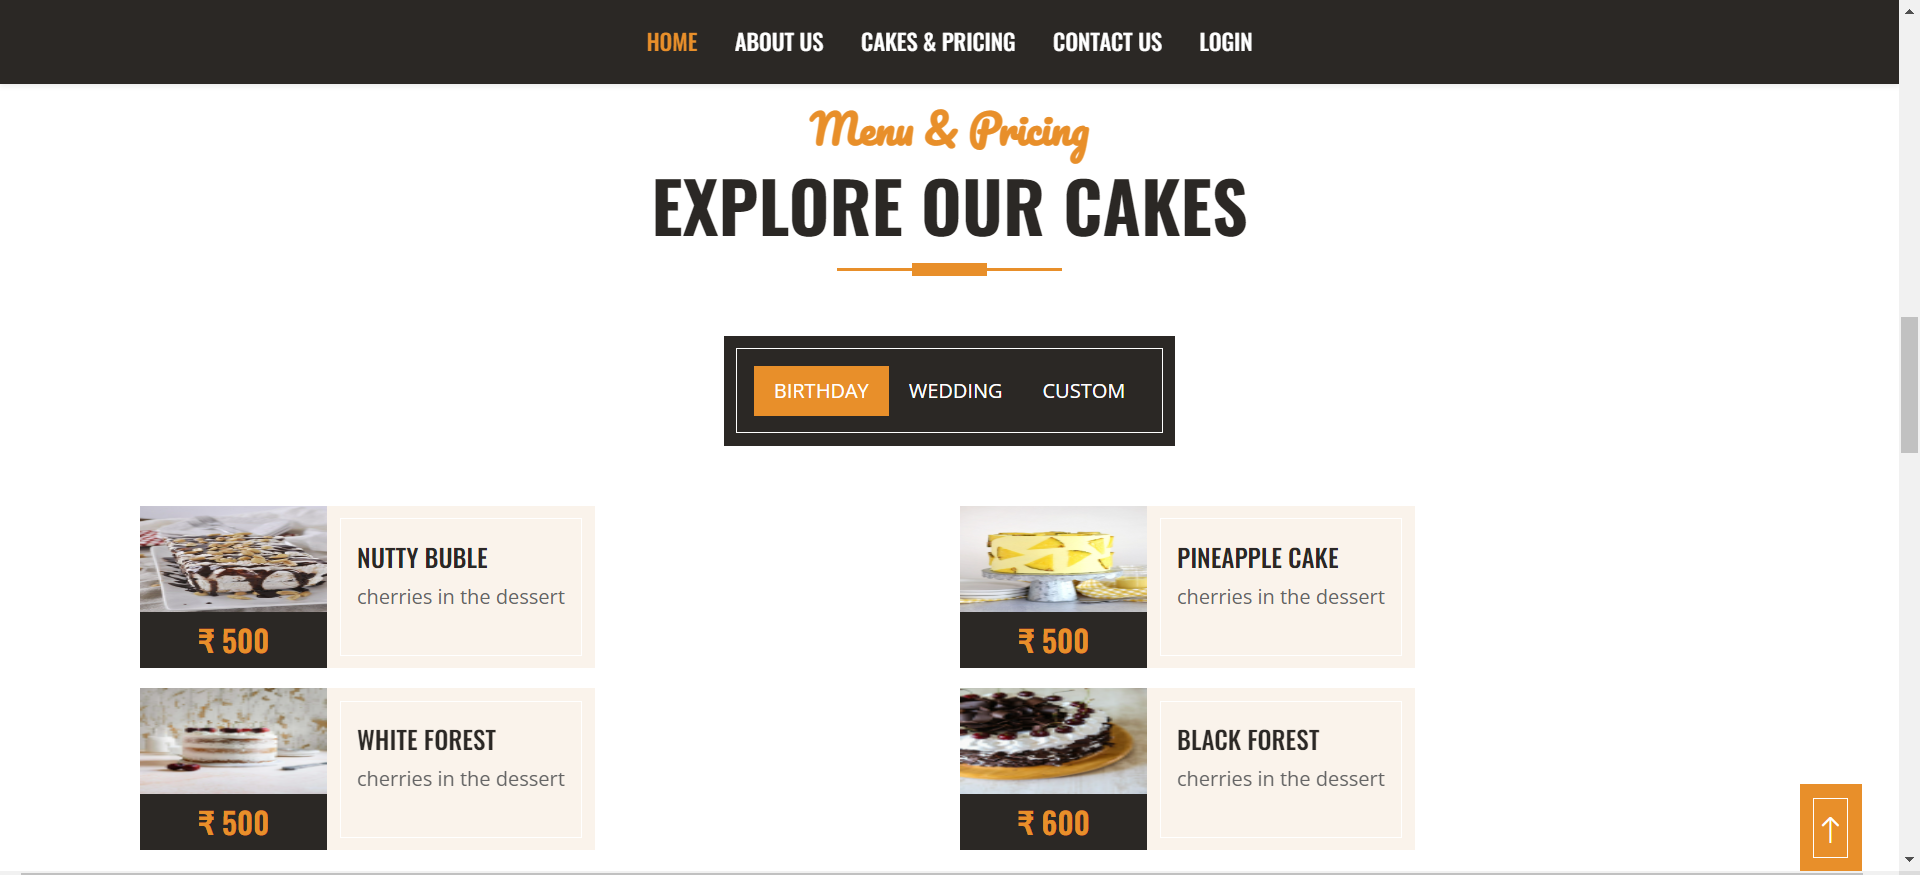 HOME ABOUT US CAKES & PRICING CONTACT US LOGIN
Menu & Pricing
EXPLORE OUR CAKES
BIRTHDAY WEDDING CUSTOM
NUTTY BUBLE
cherries in the dessert
₹ 500
PINEAPPLE CAKE
cherries in the dessert
₹ 500
WHITE FOREST
cherries in the dessert
₹ 500
BLACK FOREST
cherries in the dessert
₹ 600